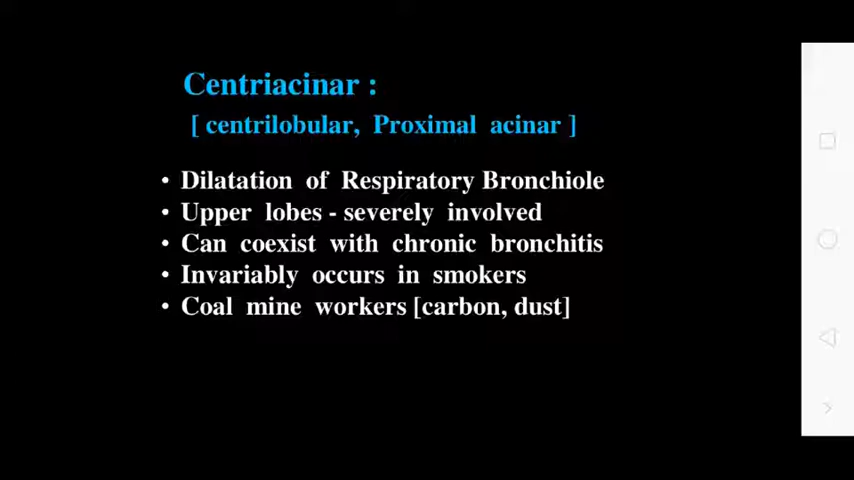 Centriacinar :
[ centrilobular, Proximal acinar ]
• Dilatation of Respiratory Bronchiole
• Upper lobes - severely involved
• Can coexist with chronic bronchitis
• Invariably occurs in smokers
• Coal mine workers [carbon, dust]